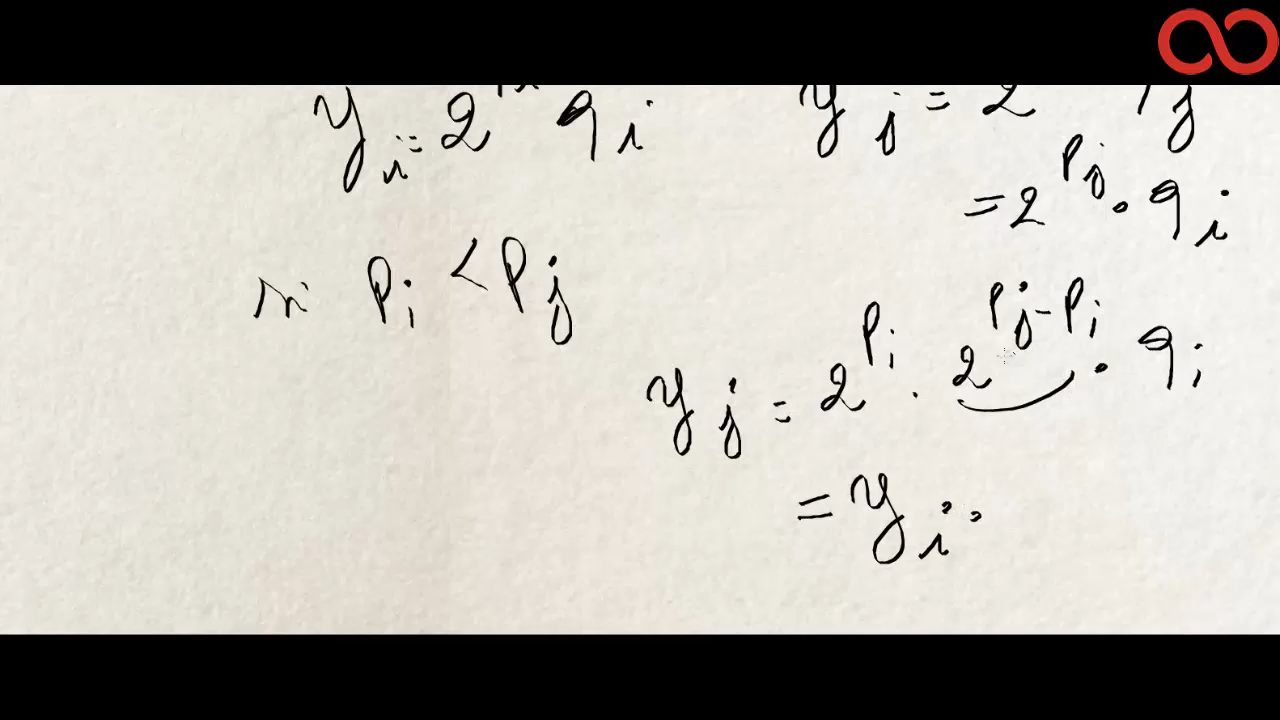 y_i = 2^{p_i} q_i    y_j = 2 q_j
= 2^{p_j} · q_i
si p_i < p_j
y_j = 2^{p_i} · 2^{p_j - p_i} · q_i
= y_i ·